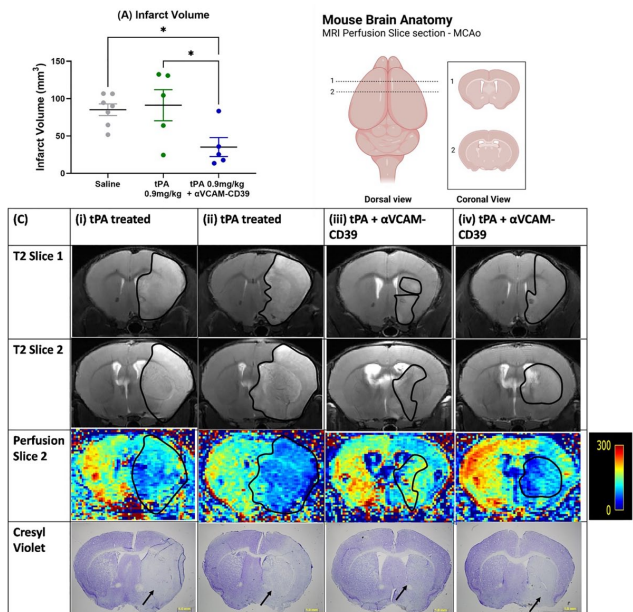 (A) Infarct Volume
*
*
Infarct Volume (mm³)
150
100
50
0
Saline
tPA
0.9mg/kg
tPA 0.9mg/kg
+ αVCAM-CD39
Mouse Brain Anatomy
MRI Perfusion Slice section - MCAo
1
2
1
2
Dorsal view
Coronal View
(C)
(i) tPA treated
(ii) tPA treated
(iii) tPA + αVCAM-
CD39
(iv) tPA + αVCAM-
CD39
T2 Slice 1
T2 Slice 2
Perfusion
Slice 2
300
0
Cresyl
Violet